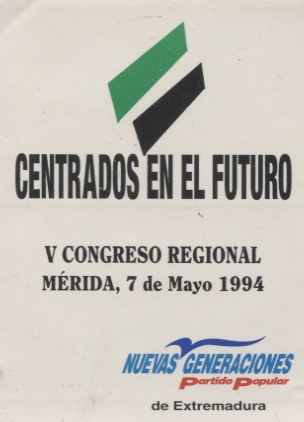 CENTRADOS EN EL FUTURO
V CONGRESO REGIONAL
MÉRIDA, 7 de Mayo 1994
NUEVAS GENERACIONES
Partido Popular
de Extremadura